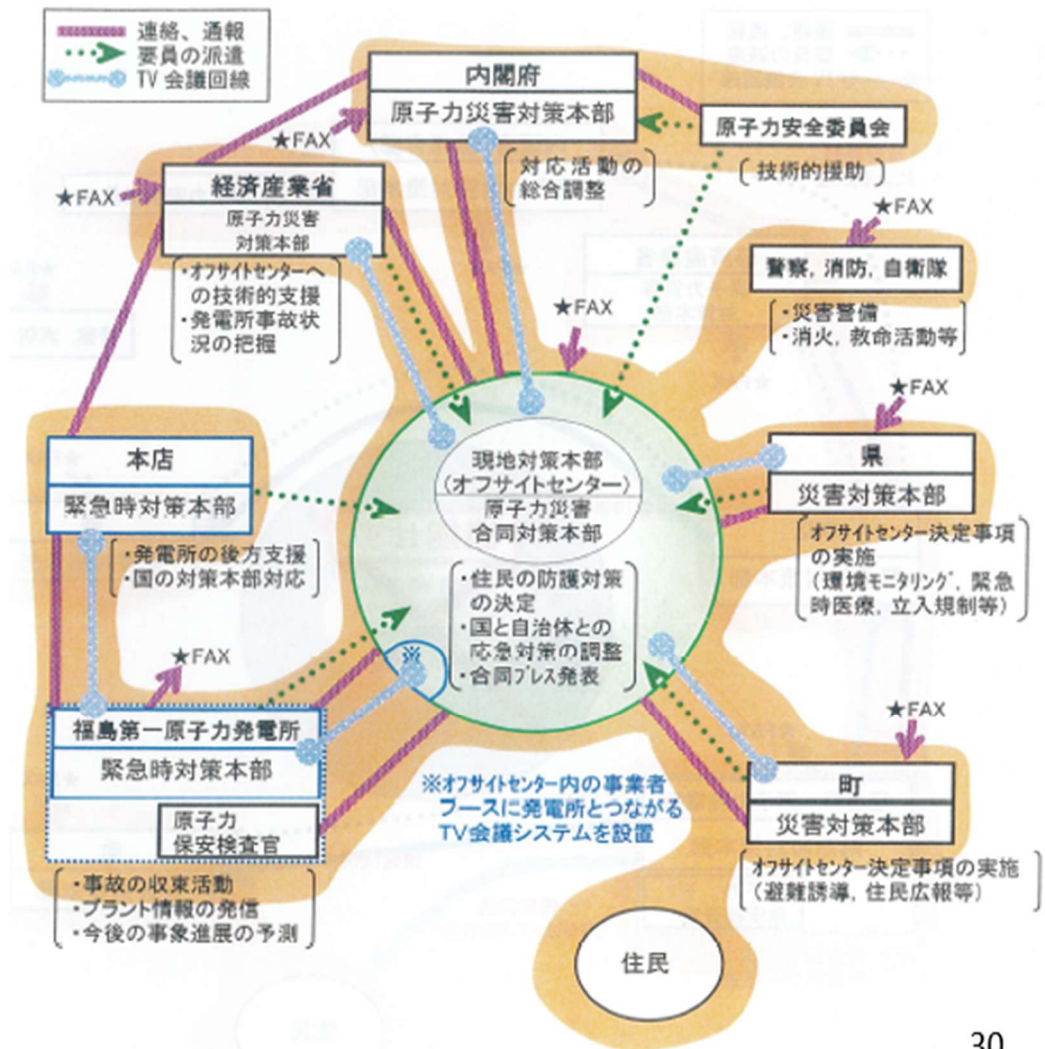 連絡、通報
要員の派遣
TV会議回線
内閣府
原子力災害対策本部
対応活動の
総合調整
原子力安全委員会
技術的援助
★FAX
★FAX
経済産業省
原子力災害
対策本部
・オフサイトセンターへ
の技術的支援
・発電所事故状
況の把握
★FAX
警察,消防,自衛隊
・災害警備
・消火,救命活動等
★FAX
★FAX
県
災害対策本部
オフサイトセンター決定事項
の実施
(環境モニタリング,緊急
時医療,立入規制等)
本店
緊急時対策本部
・発電所の後方支援
・国の対策本部対応
現地対策本部
(オフサイトセンター)
原子力災害
合同対策本部
・住民の防護対策
の決定
・国と自治体との
応急対策の調整
・合同プレス発表
※
★FAX
福島第一原子力発電所
緊急時対策本部
原子力
保安検査官
・事故の収束活動
・プラント情報の発信
・今後の事象進展の予測
※オフサイトセンター内の事業者
ブースに発電所とつながる
TV会議システムを設置
★FAX
町
災害対策本部
オフサイトセンター決定事項の実施
(避難誘導,住民広報等)
住民
30